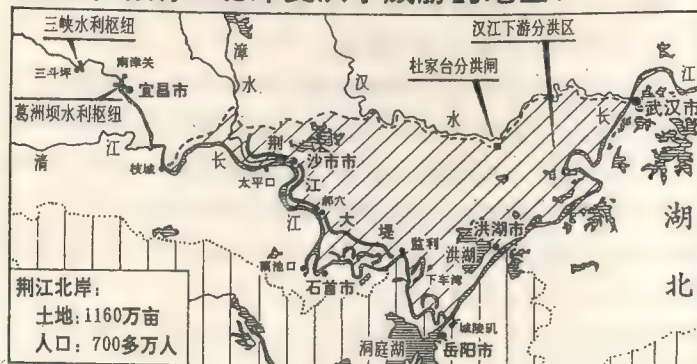 三峡水利枢纽
三斗坪
南津关
宜昌市
葛洲坝水利枢纽
清
江
枝城
长
江
漳
水
汉
水
杜家台分洪闸
汉江下游分洪区
长
江
武汉市
荆
江
大
堤
沙市市
太平口
郝穴
藕池口
石首市
监利
下车湾
洪湖
洪湖市
城陵矶
洞庭湖
岳阳市
湖
北
荆江北岸：
土地：1160万亩
人口：700多万人